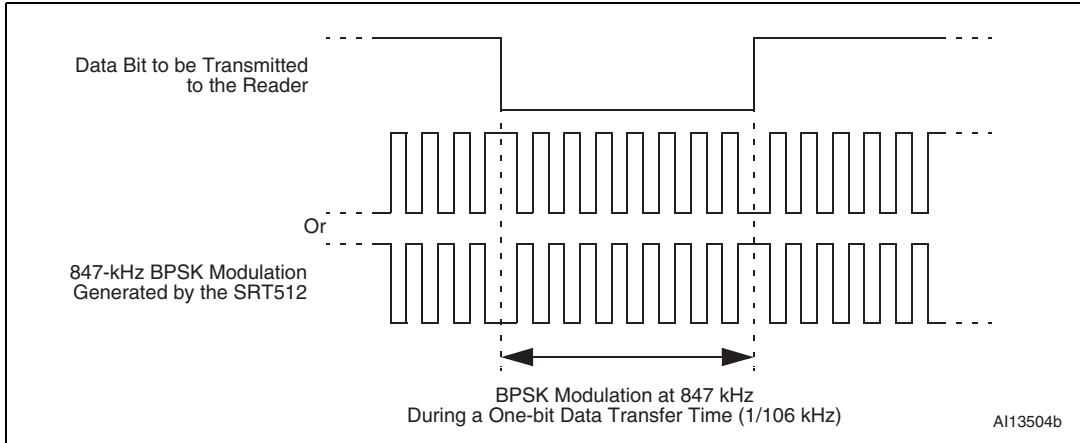 Data Bit to be Transmitted
to the Reader
Or
847-kHz BPSK Modulation
Generated by the SRT512
BPSK Modulation at 847 kHz
During a One-bit Data Transfer Time (1/106 kHz)
AI13504b